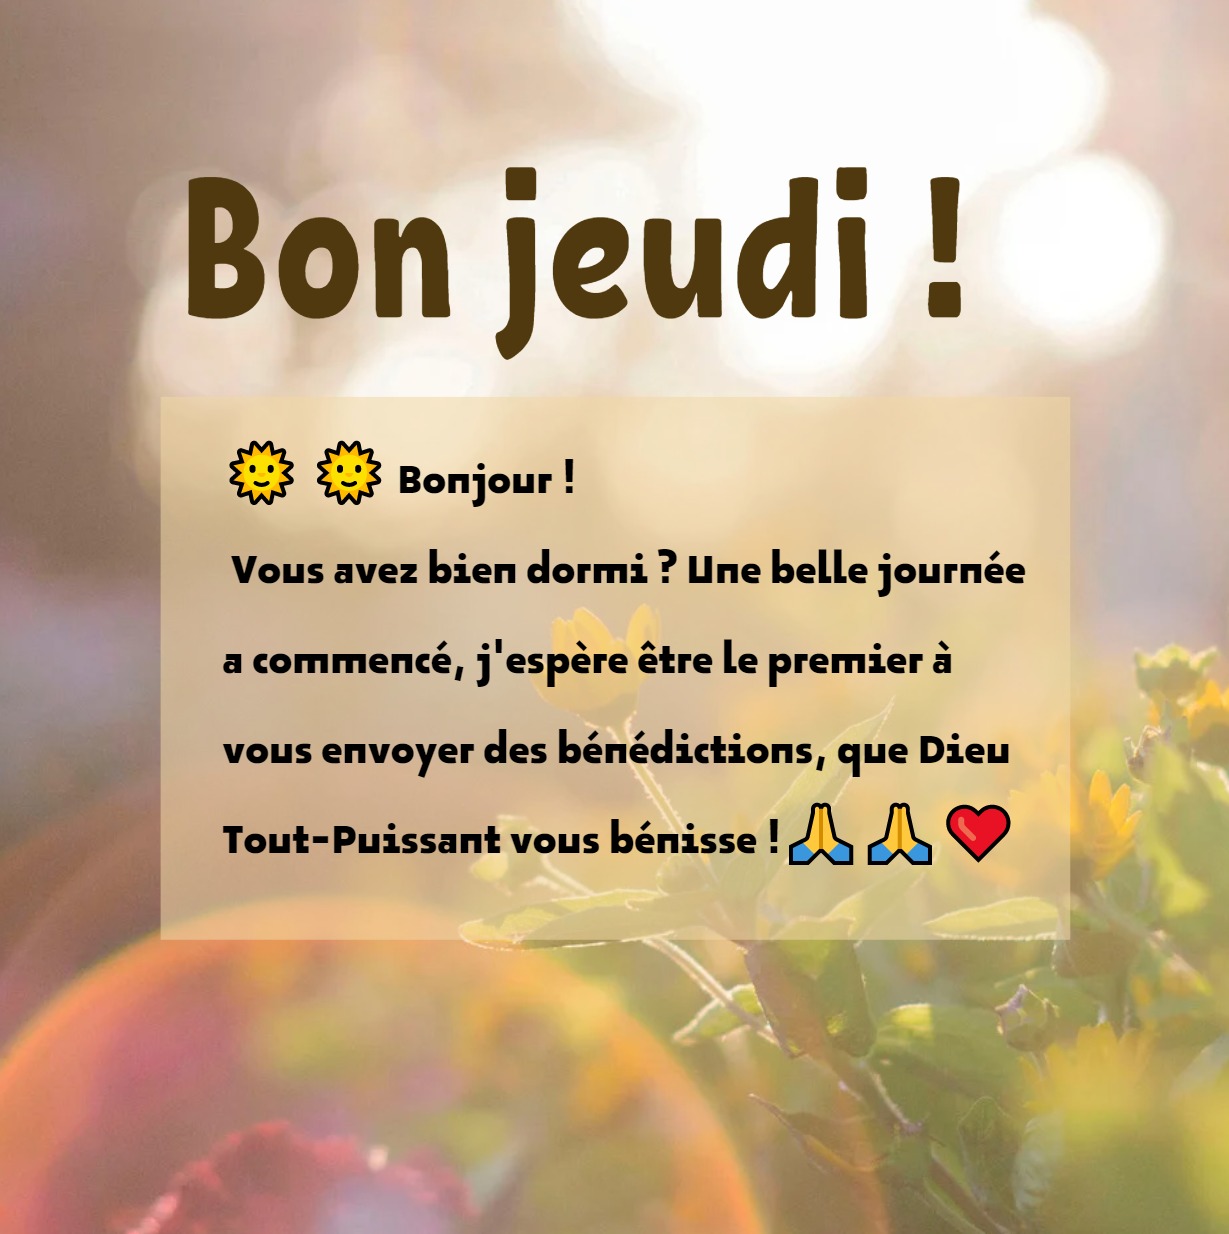 Bon jeudi !
🌞 🌞 Bonjour !
Vous avez bien dormi ? Une belle journée
a commencé, j'espère être le premier à
vous envoyer des bénédictions, que Dieu
Tout-Puissant vous bénisse ! 🙏 🙏 ❤️